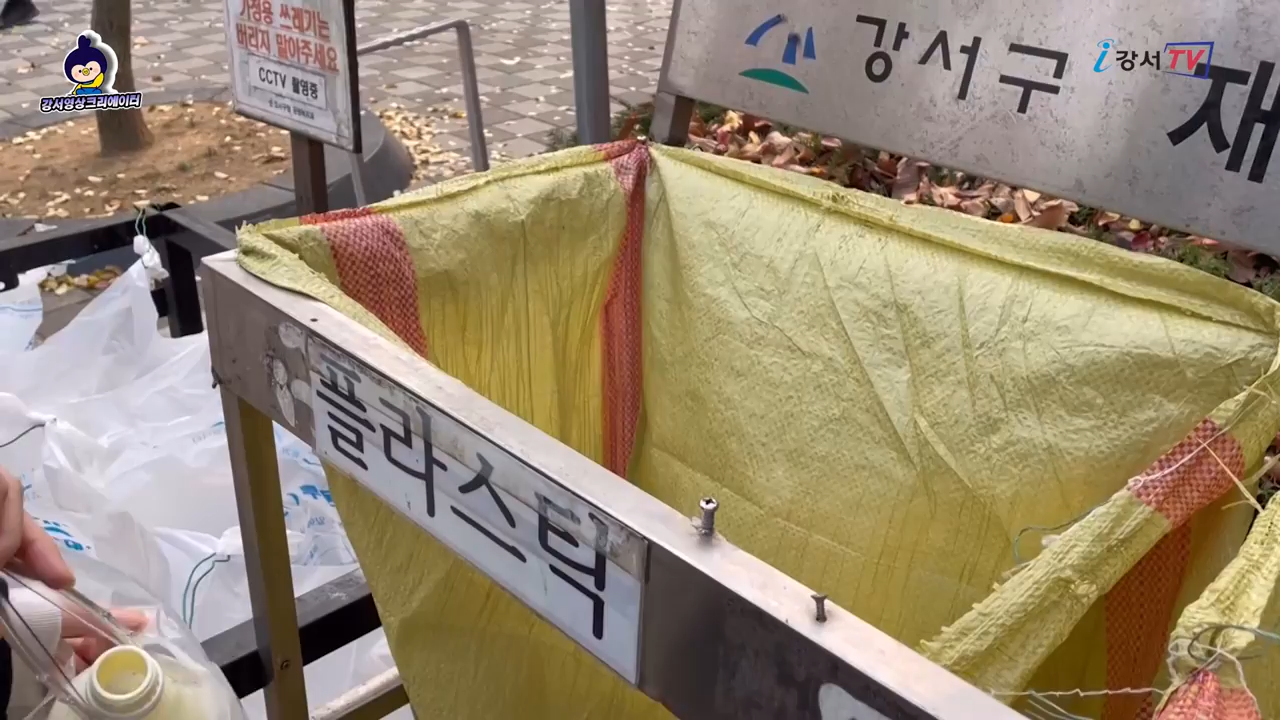 강서영상크리에이터
가정용 쓰레기는
버리지 말아주세요
CCTV 촬영중
강서구
재
i강서TV
플라스틱